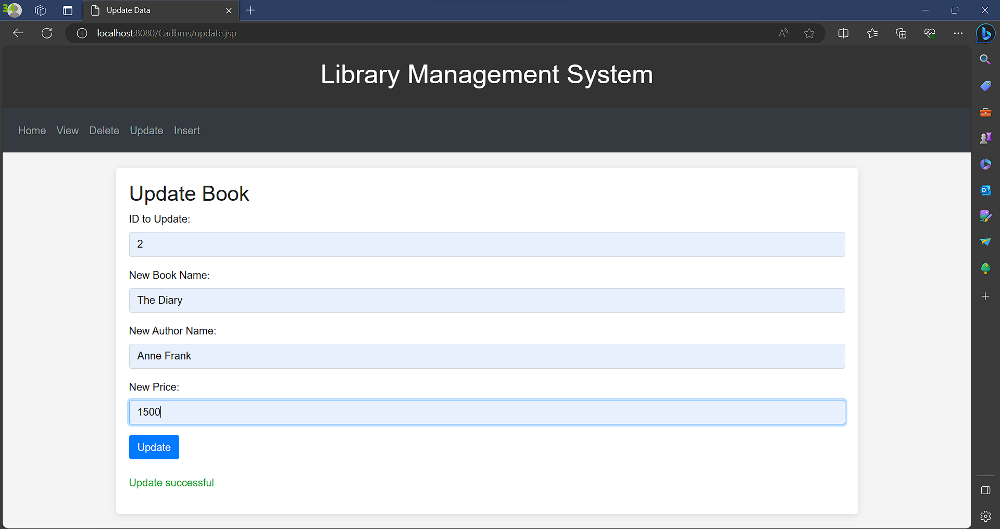 34
Update Data
localhost:8080/Cadbms/update.jsp
Library Management System
Home View Delete Update Insert
Update Book
ID to Update:
2
New Book Name:
The Diary
New Author Name:
Anne Frank
New Price:
1500
Update
Update successful